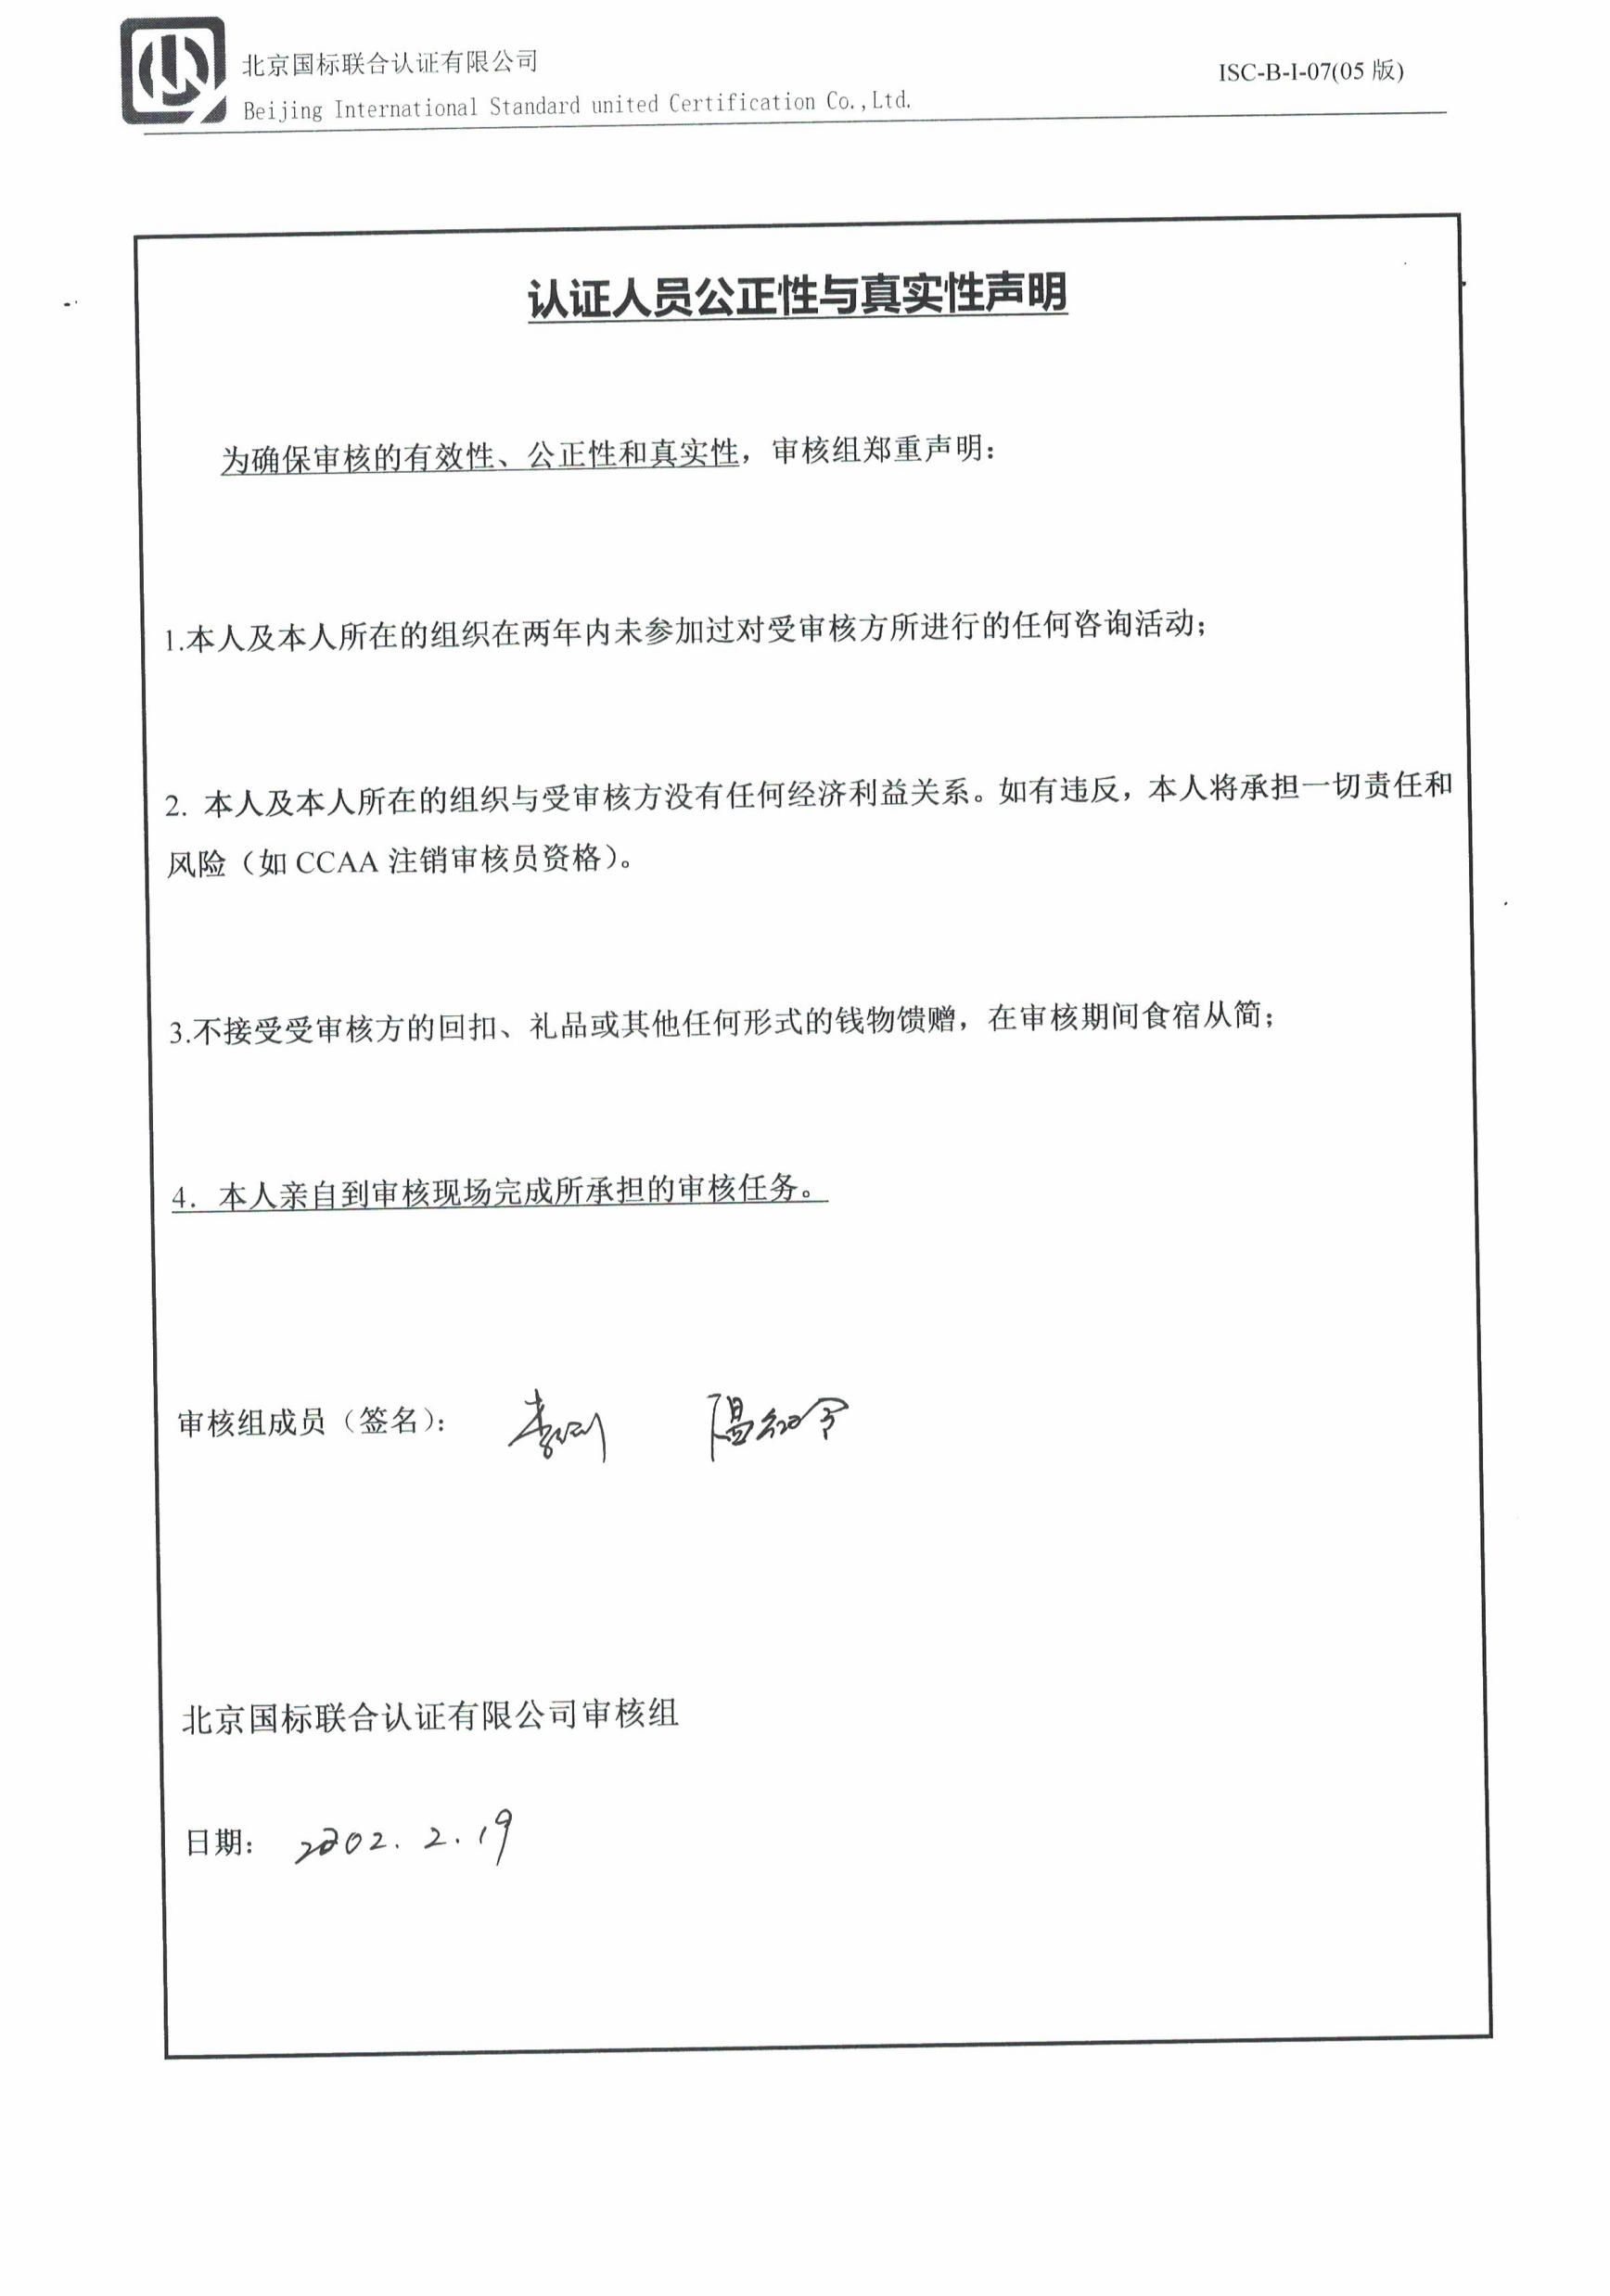 北京国标联合认证有限公司
ISC-B-I-07(05 版)
Beijing International Standard united Certification Co.,Ltd.
认证人员公正性与真实性声明
为确保审核的有效性、公正性和真实性，审核组郑重声明：
1.本人及本人所在的组织在两年内未参加过对受审核方所进行的任何咨询活动；
2. 本人及本人所在的组织与受审核方没有任何经济利益关系。如有违反，本人将承担一切责任和
风险（如 CCAA 注销审核员资格）。
3.不接受受审核方的回扣、礼品或其他任何形式的钱物馈赠，在审核期间食宿从简；
4. 本人亲自到审核现场完成所承担的审核任务。
审核组成员（签名）：
北京国标联合认证有限公司审核组
日期： 2202. 2. 19